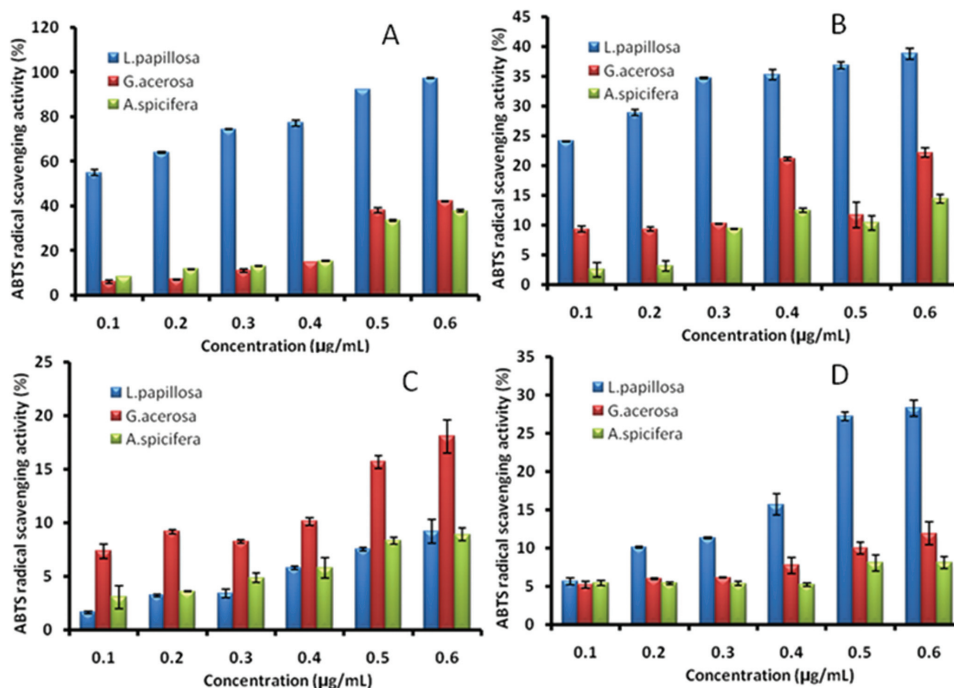 A
ABTS radical scavenging activity (%)
120
100
80
60
40
20
0
L.papillosa
G.acerosa
A.spicifera
0.1 0.2 0.3 0.4 0.5 0.6
Concentration (µg/mL)
B
ABTS radical scavenging activity (%)
45
40
35
30
25
20
15
10
5
0
L.papillosa
G.acerosa
A.spicifera
0.1 0.2 0.3 0.4 0.5 0.6
Concentration (µg/mL)
C
ABTS radical scavenging activity (%)
25
20
15
10
5
0
L.papillosa
G.acerosa
A.spicifera
0.1 0.2 0.3 0.4 0.5 0.6
Concentration (µg/mL)
D
ABTS radical scavenging activity (%)
35
30
25
20
15
10
5
0
L.papillosa
G.acerosa
A.spicifera
0.1 0.2 0.3 0.4 0.5 0.6
Concentration (µg/mL)